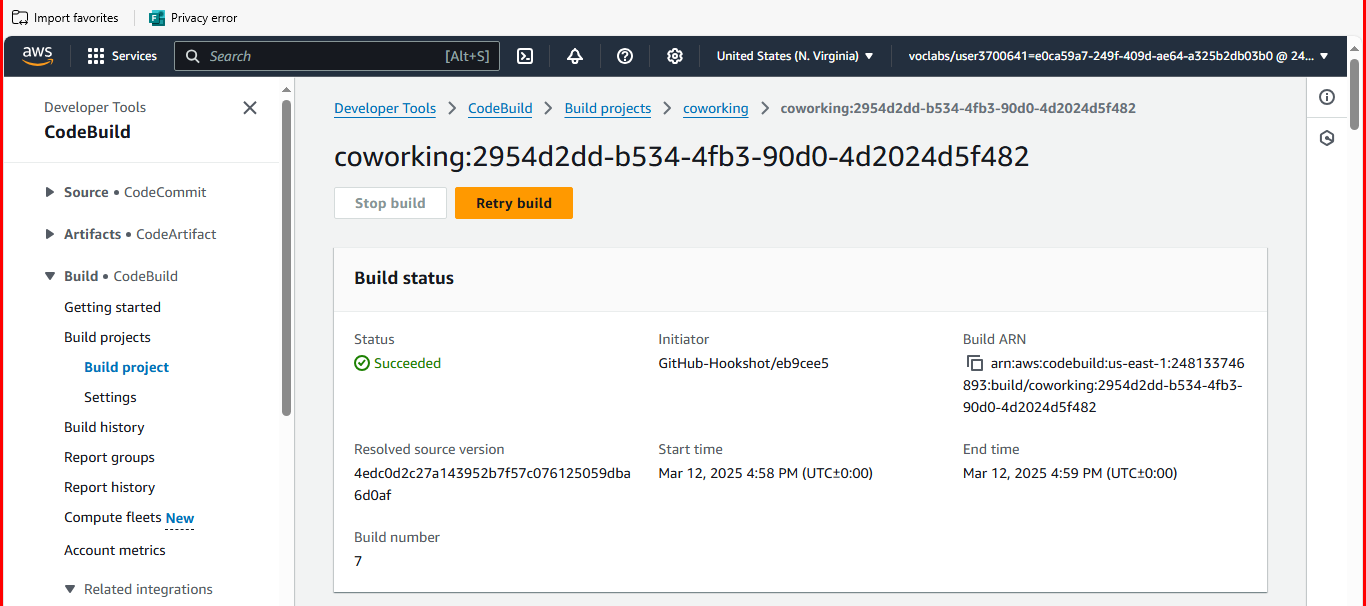 Import favorites
Privacy error
aws
Services
Search
[Alt+S]
United States (N. Virginia)
voclabs/user3700641=e0ca59a7-249f-409d-ae64-a325b2db03b0 @ 24...
Developer Tools
CodeBuild
Source • CodeCommit
Artifacts • CodeArtifact
Build • CodeBuild
Getting started
Build projects
Build project
Settings
Build history
Report groups
Report history
Compute fleets New
Account metrics
Related integrations
Developer Tools > CodeBuild > Build projects > coworking > coworking:2954d2dd-b534-4fb3-90d0-4d2024d5f482
coworking:2954d2dd-b534-4fb3-90d0-4d2024d5f482
Stop build
Retry build
Build status
Status
Succeeded
Initiator
GitHub-Hookshot/eb9cee5
Build ARN
arn:aws:codebuild:us-east-1:248133746
893:build/coworking:2954d2dd-b534-4fb3-
90d0-4d2024d5f482
Resolved source version
4edc0d2c27a143952b7f57c076125059dba
6d0af
Start time
Mar 12, 2025 4:58 PM (UTC±0:00)
End time
Mar 12, 2025 4:59 PM (UTC±0:00)
Build number
7